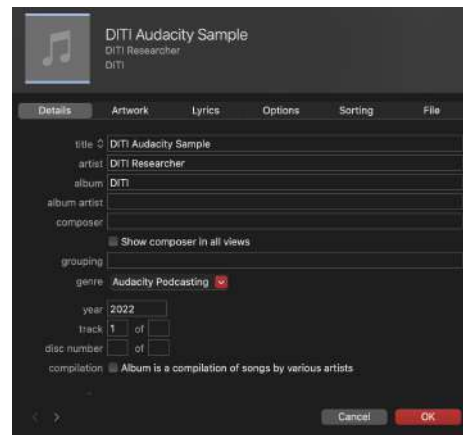 DITI Audacity Sample
DITI Researcher
DITI
Details Artwork Lyrics Options Sorting File
title DITI Audacity Sample
artist DITI Researcher
album DITI
album artist
composer
Show composer in all views
grouping
genre Audacity Podcasting
year 2022
track 1 of
disc number of
compilation Album is a compilation of songs by various artists
Cancel OK